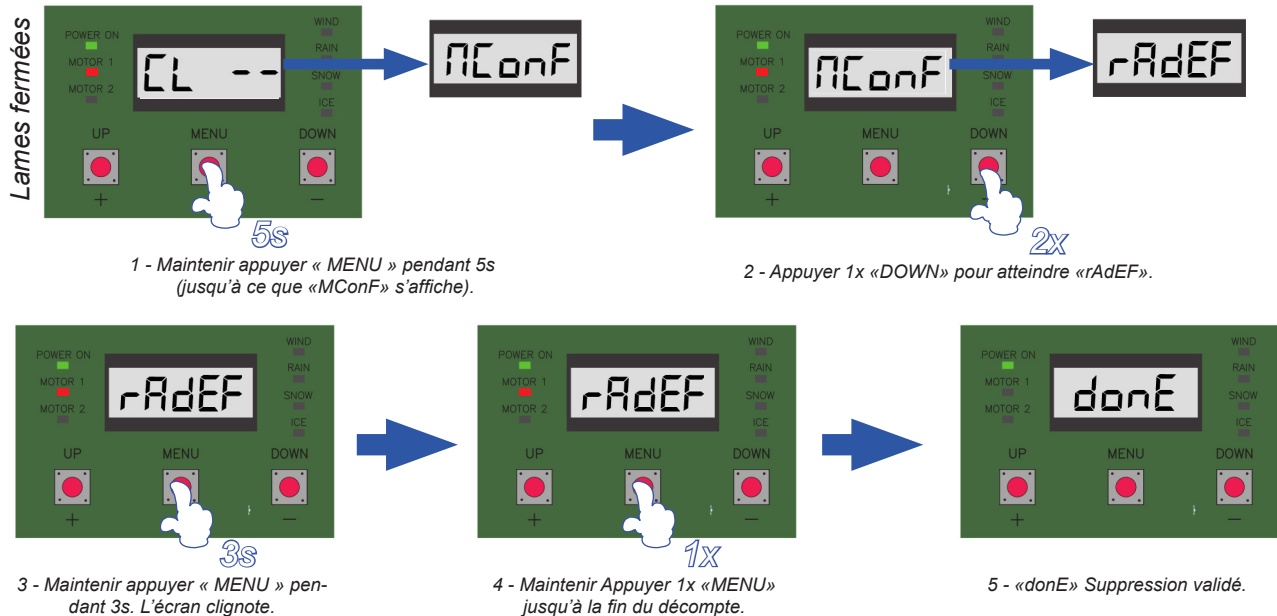 Lames fermées
POWER ON
MOTOR 1
MOTOR 2
CL --
WIND
RAIN
SNOW
ICE
UP
MENU
DOWN
+
−
5s
MConF
1 - Maintenir appuyer « MENU » pendant 5s
(jusqu'à ce que «MConF» s'affiche).
POWER ON
MOTOR 1
MOTOR 2
MConF
WIND
RAIN
SNOW
ICE
UP
MENU
DOWN
+
−
2x
rAdEF
2 - Appuyer 1x «DOWN» pour atteindre «rAdEF».
POWER ON
MOTOR 1
MOTOR 2
rAdEF
WIND
RAIN
SNOW
ICE
UP
MENU
DOWN
+
−
3s
3 - Maintenir appuyer « MENU » pen-
dant 3s. L'écran clignote.
POWER ON
MOTOR 1
MOTOR 2
rAdEF
WIND
RAIN
SNOW
ICE
UP
MENU
DOWN
+
−
1x
4 - Maintenir Appuyer 1x «MENU»
jusqu'à la fin du décompte.
POWER ON
MOTOR 1
MOTOR 2
donE
WIND
RAIN
SNOW
ICE
UP
MENU
DOWN
+
−
5 - «donE» Suppression validé.